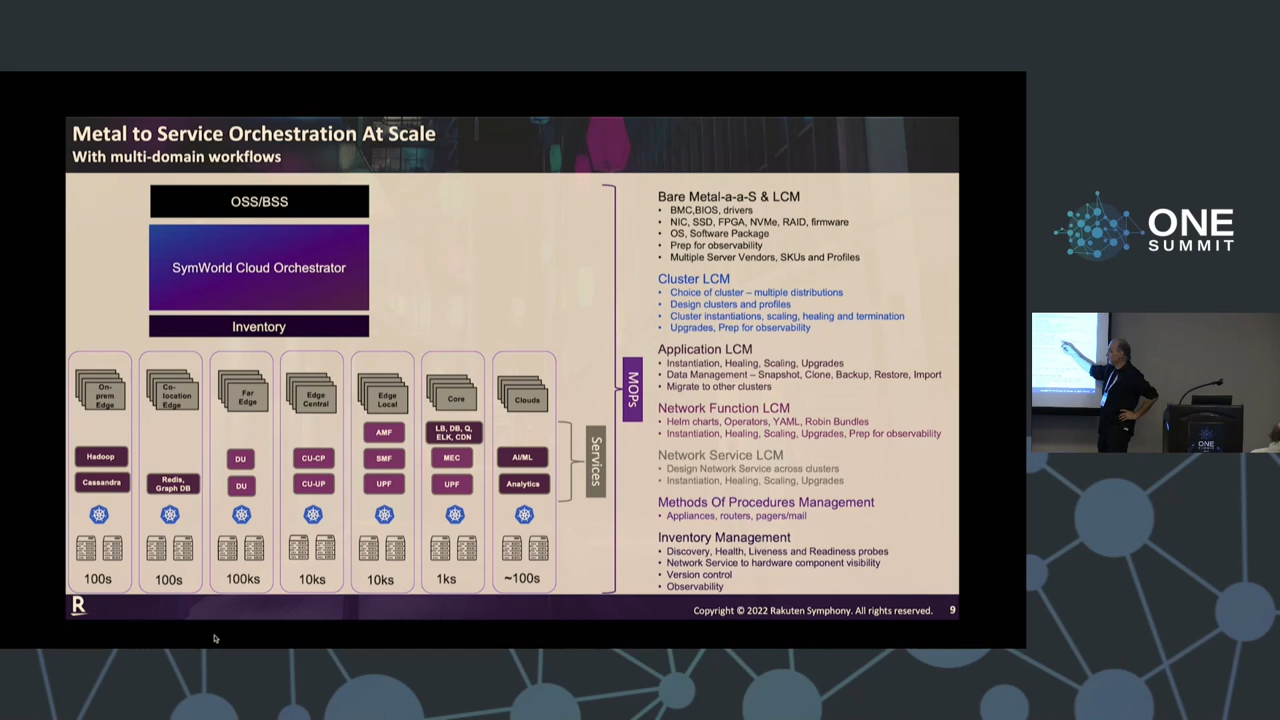 Metal to Service Orchestration At Scale
With multi-domain workflows
OSS/BSS
SymWorld Cloud Orchestrator
Inventory
On-
prem
Edge
Hadoop
Cassandra
100s
Co-
location
Edge
Redis,
Graph DB
100s
Far
Edge
DU
DU
100ks
Edge
Central
CU-CP
CU-UP
10ks
Edge
Local
AMF
SMF
UPF
10ks
Core
LB, DB, Q,
ELK, CDN
MEC
UPF
1ks
Clouds
AI/ML
Analytics
~100s
Services
MOPs
Bare Metal-a-a-S & LCM
• BMC,BIOS, drivers
• NIC, SSD, FPGA, NVMe, RAID, firmware
• OS, Software Package
• Prep for observability
• Multiple Server Vendors, SKUs and Profiles
Cluster LCM
• Choice of cluster – multiple distributions
• Design clusters and profiles
• Cluster instantiations, scaling, healing and termination
• Upgrades, Prep for observability
Application LCM
• Instantiation, Healing, Scaling, Upgrades
• Data Management – Snapshot, Clone, Backup, Restore, Import
• Migrate to other clusters
Network Function LCM
• Helm charts, Operators, YAML, Robin Bundles
• Instantiation, Healing, Scaling, Upgrades, Prep for observability
Network Service LCM
• Design Network Service across clusters
• Instantiation, Healing, Scaling, Upgrades
Methods Of Procedures Management
• Appliances, routers, pagers/mail
Inventory Management
• Discovery, Health, Liveness and Readiness probes
• Network Service to hardware component visibility
• Version control
• Observability
R
Copyright © 2022 Rakuten Symphony. All rights reserved.
9
ONE
SUMMIT
ONE